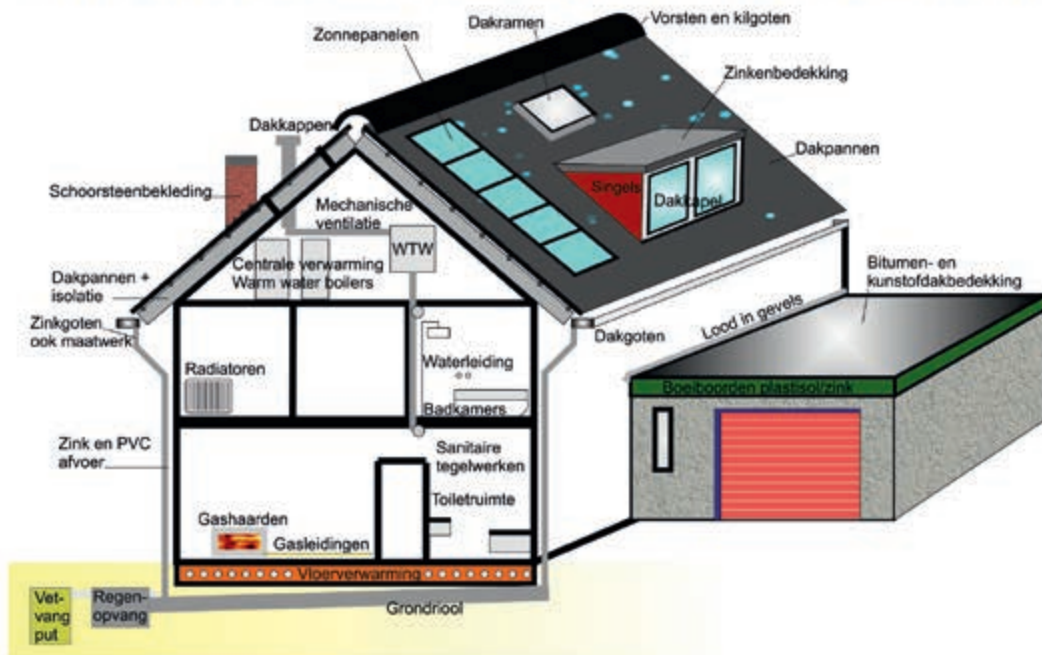 Dakramen
Vorsten en kilgoten
Zonnepanelen
Zinkenbedekking
Dakkappen
Dakpannen
Schoorsteenbekleding
Singels
Dakkapel
Mechanische
ventilatie
WTW
Centrale verwarming
Warm water boilers
Dakpannen +
isolatie
Bitumen- en
kunstofdakbedekking
Zinkgoten
ook maatwerk
Lood in gevels
Dakgoten
Radiatoren
Waterleiding
Boeiboorden plastisol/zink
Badkamers
Zink en PVC
afvoer
Sanitaire
tegelwerken
Toiletruimte
Gashaarden
Gasleidingen
Vloerverwarming
Vet-
vang
put
Regen-
opvang
Grondriool